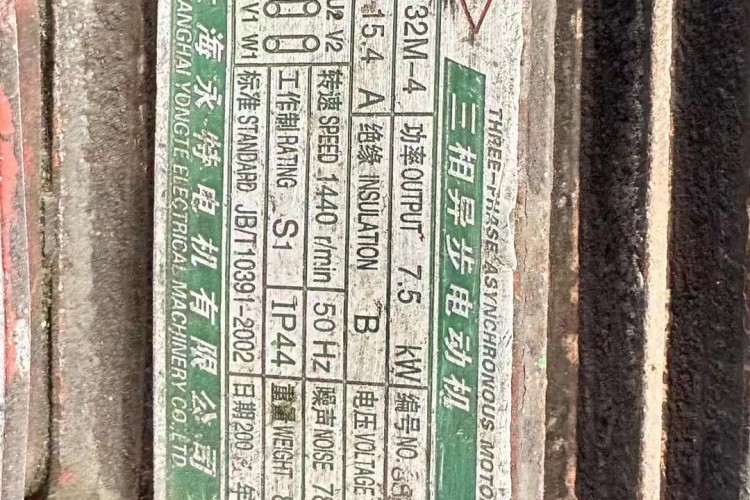 THREE-PHASE ASYNCHRONOUS MOTO
三相异步电动机
32M-4 功率 OUTPUT 7.5 kW 编号 NO.
15.4 A 绝缘 INSULATION B 电压 VOLTAGE
U2 V2 转速 SPEED 1440 r/min 50 Hz 噪声 NOISE
工作制 RATING S1 IP44 重量 WEIGHT
V1 W1 标准 STANDARD JB/T10391-2002 日期 200 年
海永特电机有限公司
ANGHAI YONGTE ELECTRICAL MACHINERY CO.,LTD.